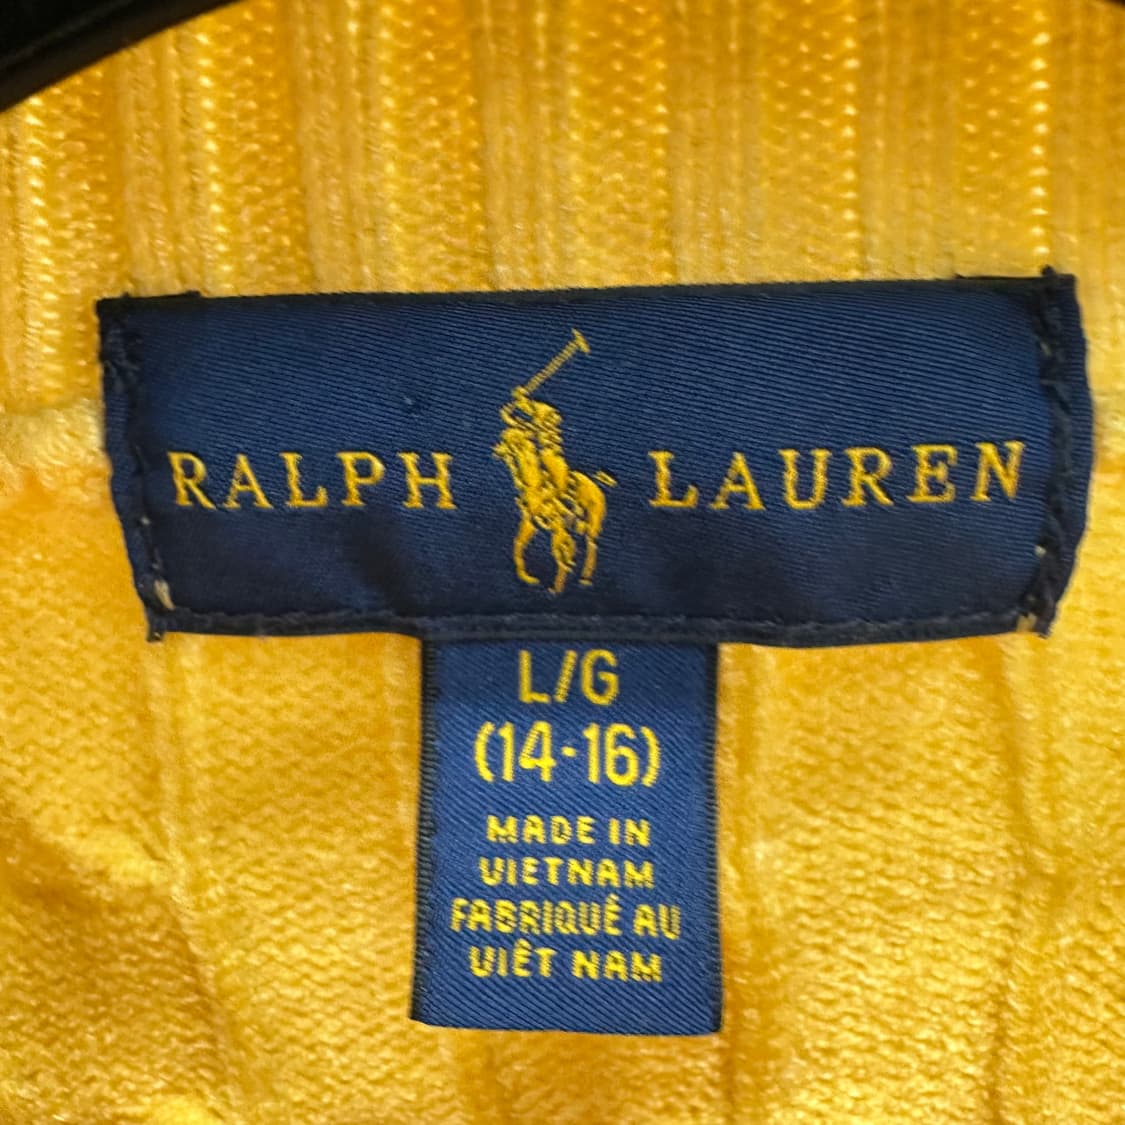 RALPH LAUREN
L/G
(14-16)
MADE IN
VIETNAM
FABRIQUÉ AU
VIÊT NAM